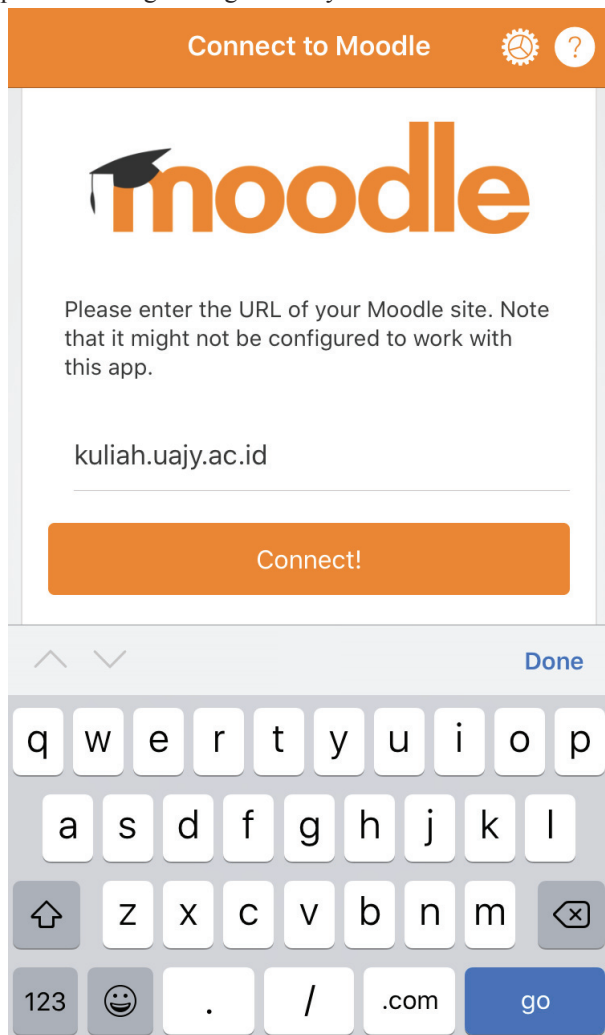 Connect to Moodle ?
moodle
Please enter the URL of your Moodle site. Note
that it might not be configured to work with
this app.
kuliah.uajy.ac.id
Connect!
Done
q w e r t y u i o p
a s d f g h j k l
z x c v b n m
123 . / .com go